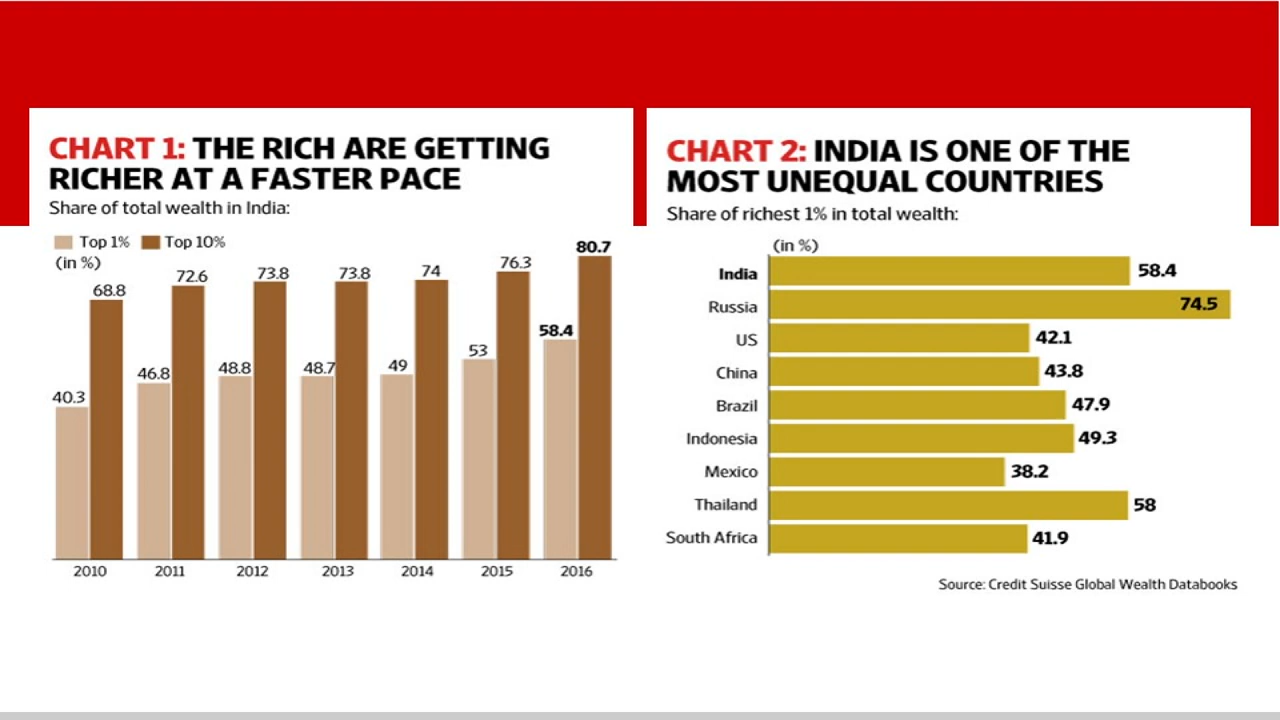 CHART 1: THE RICH ARE GETTING
RICHER AT A FASTER PACE
Share of total wealth in India:
Top 1% Top 10%
(in %)
40.3 68.8
46.8 72.6
48.8 73.8
48.7 73.8
49 74
53 76.3
58.4 80.7
2010 2011 2012 2013 2014 2015 2016
CHART 2: INDIA IS ONE OF THE
MOST UNEQUAL COUNTRIES
Share of richest 1% in total wealth:
(in %)
India 58.4
Russia 74.5
US 42.1
China 43.8
Brazil 47.9
Indonesia 49.3
Mexico 38.2
Thailand 58
South Africa 41.9
Source: Credit Suisse Global Wealth Databooks